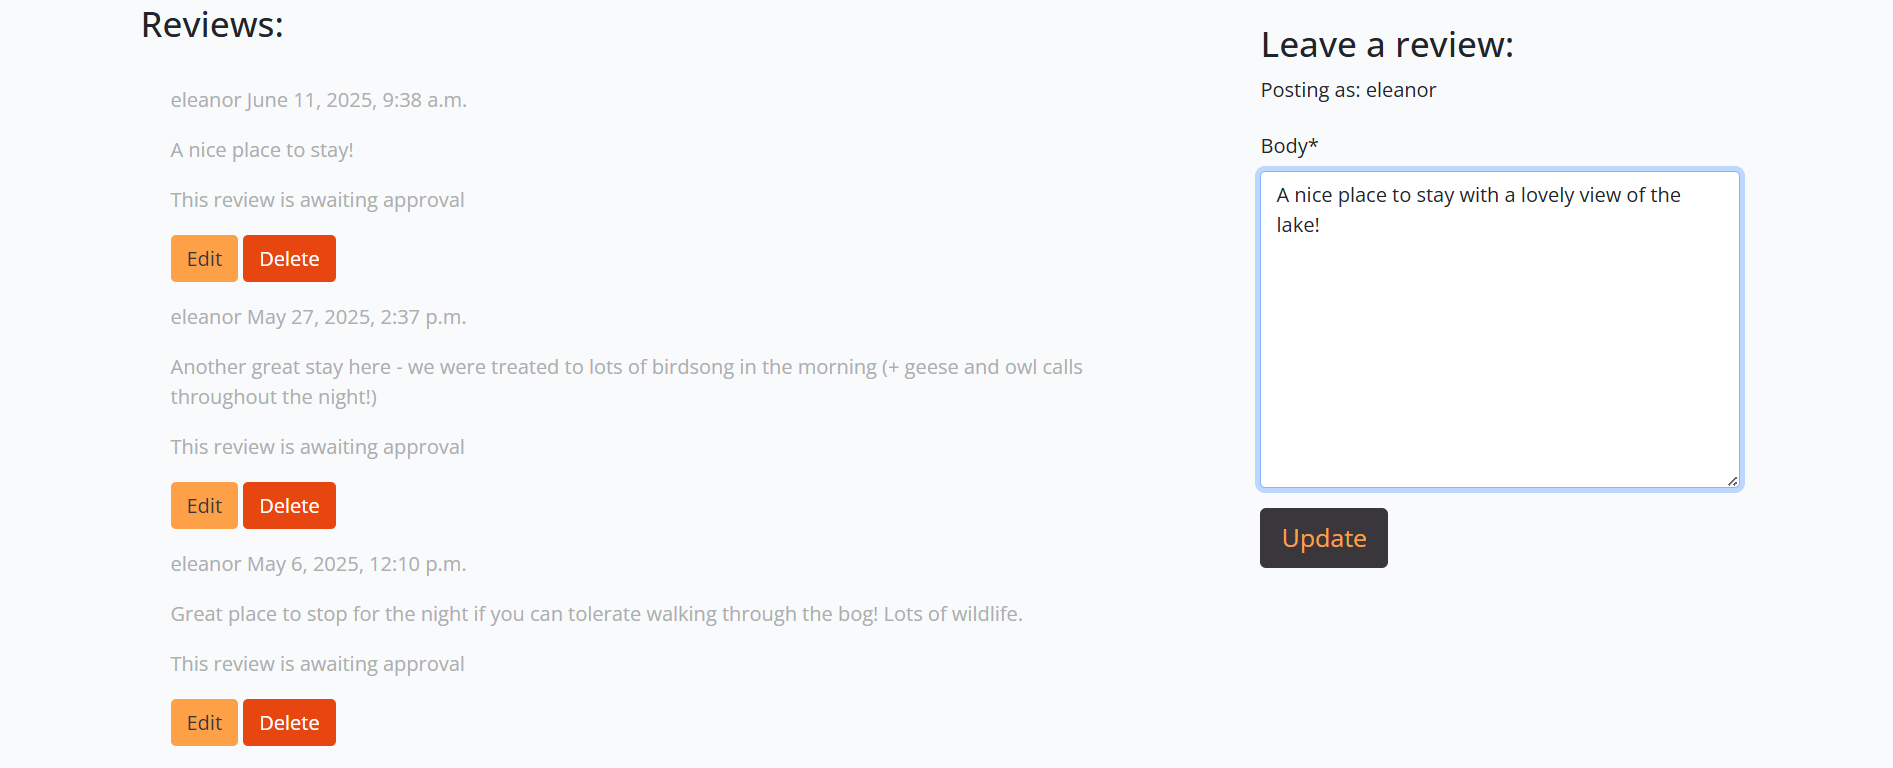 Reviews:
eleanor June 11, 2025, 9:38 a.m.
A nice place to stay!
This review is awaiting approval
Edit Delete
eleanor May 27, 2025, 2:37 p.m.
Another great stay here - we were treated to lots of birdsong in the morning (+ geese and owl calls
throughout the night!)
This review is awaiting approval
Edit Delete
eleanor May 6, 2025, 12:10 p.m.
Great place to stop for the night if you can tolerate walking through the bog! Lots of wildlife.
This review is awaiting approval
Edit Delete
Leave a review:
Posting as: eleanor
Body*
A nice place to stay with a lovely view of the
lake!
Update